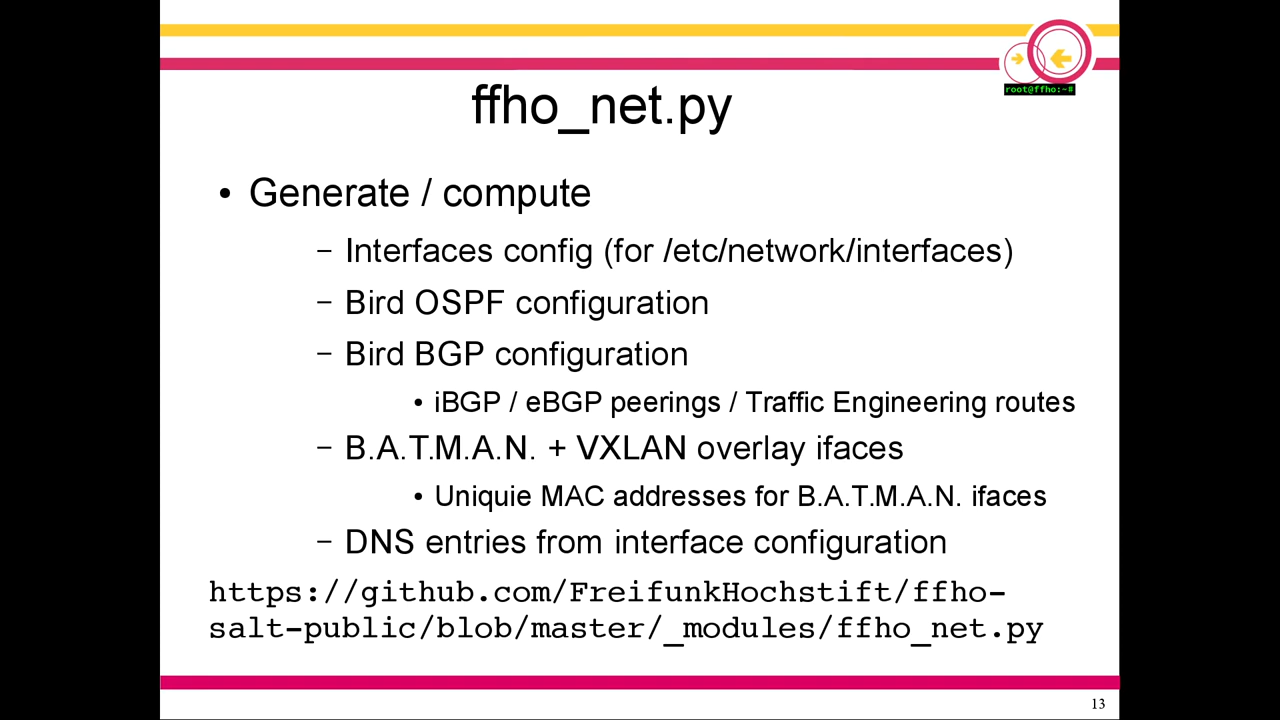 root@ffho:~#
ffho_net.py
• Generate / compute
– Interfaces config (for /etc/network/interfaces)
– Bird OSPF configuration
– Bird BGP configuration
• iBGP / eBGP peerings / Traffic Engineering routes
– B.A.T.M.A.N. + VXLAN overlay ifaces
• Uniquie MAC addresses for B.A.T.M.A.N. ifaces
– DNS entries from interface configuration
https://github.com/FreifunkHochstift/ffho-
salt-public/blob/master/_modules/ffho_net.py
13